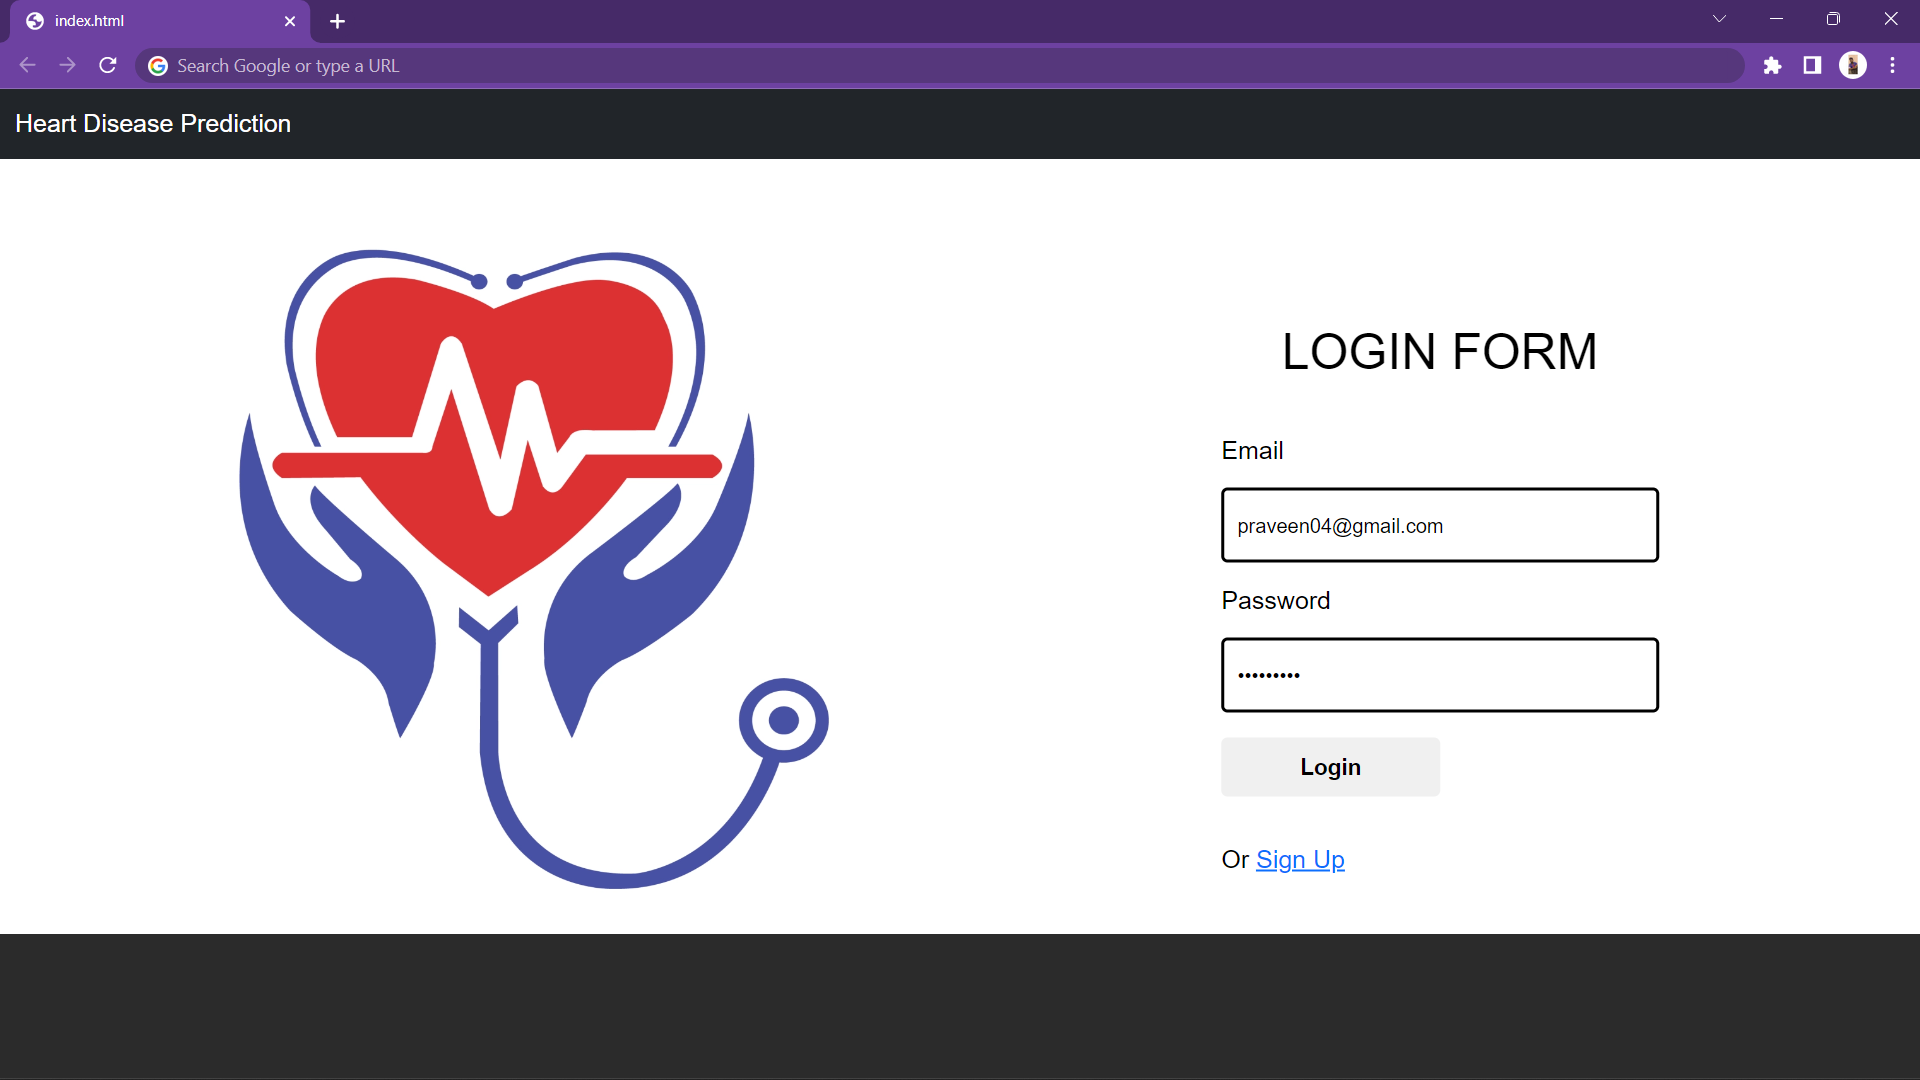 index.html
Search Google or type a URL
Heart Disease Prediction
LOGIN FORM
Email
praveen04@gmail.com
Password
•••••••••
Login
Or Sign Up